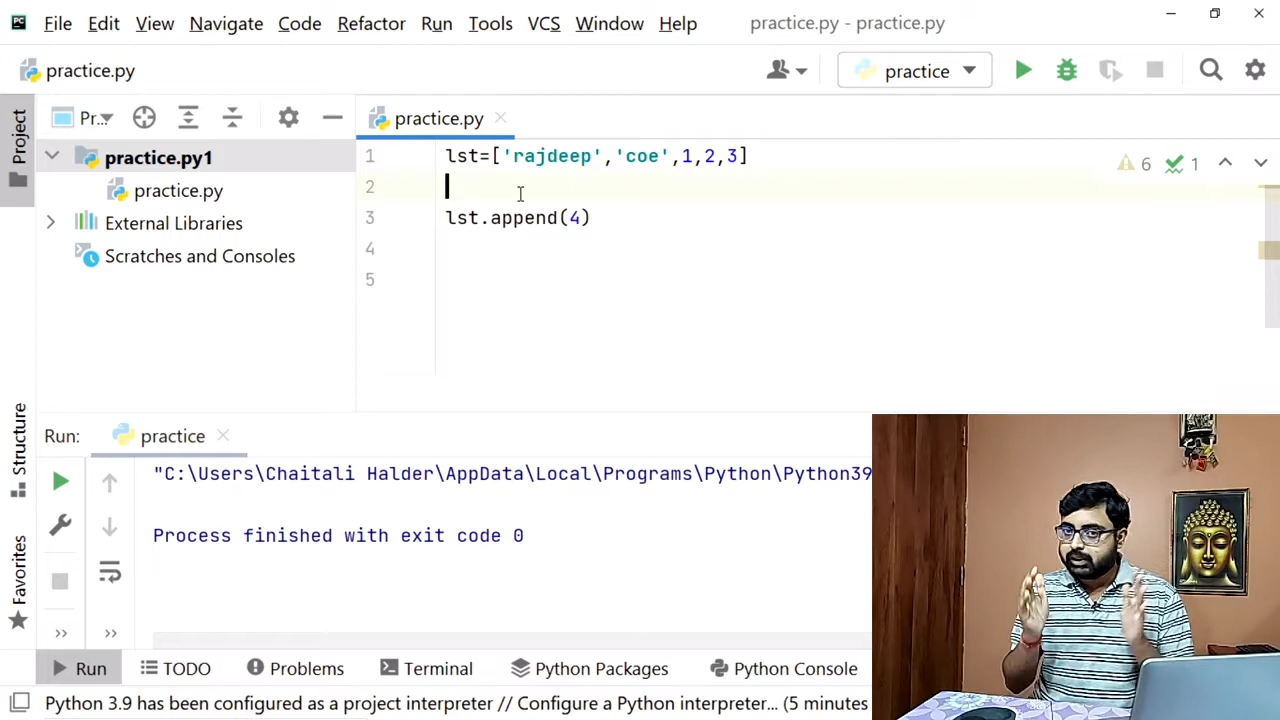 File Edit View Navigate Code Refactor Run Tools VCS Window Help practice.py - practice.py
practice.py practice
Project
Pr...
practice.py
practice.py1
practice.py
External Libraries
Scratches and Consoles
1 lst=['rajdeep','coe',1,2,3]
2
3 lst.append(4)
4
5
6 1
Structure
Favorites
Run: practice
"C:\Users\Chaitali Halder\AppData\Local\Programs\Python\Python39
Process finished with exit code 0
>> >>
Run TODO Problems Terminal Python Packages Python Console
Python 3.9 has been configured as a project interpreter // Configure a Python interpreter... (5 minutes